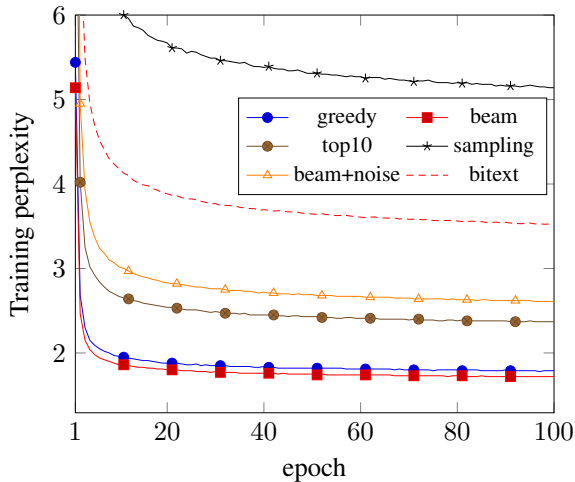 6
5
4
3
2
Training perplexity
greedy beam
top10 sampling
beam+noise bitext
1 20 40 60 80 100
epoch